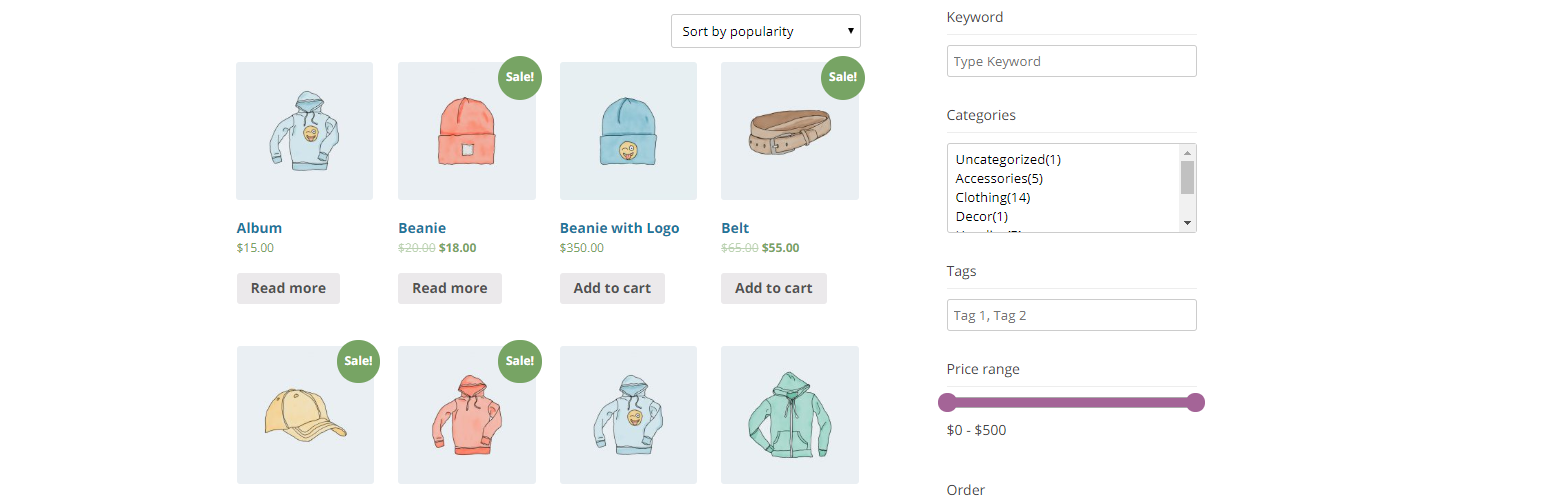 Sort by popularity
Sale!
Sale!
Album
Beanie
Beanie with Logo
Belt
$15.00
$20.00 $18.00
$350.00
$65.00 $55.00
Read more
Read more
Add to cart
Add to cart
Sale!
Sale!
Keyword
Type Keyword
Categories
Uncategorized(1)
Accessories(5)
Clothing(14)
Decor(1)
Tags
Tag 1, Tag 2
Price range
$0 - $500
Order